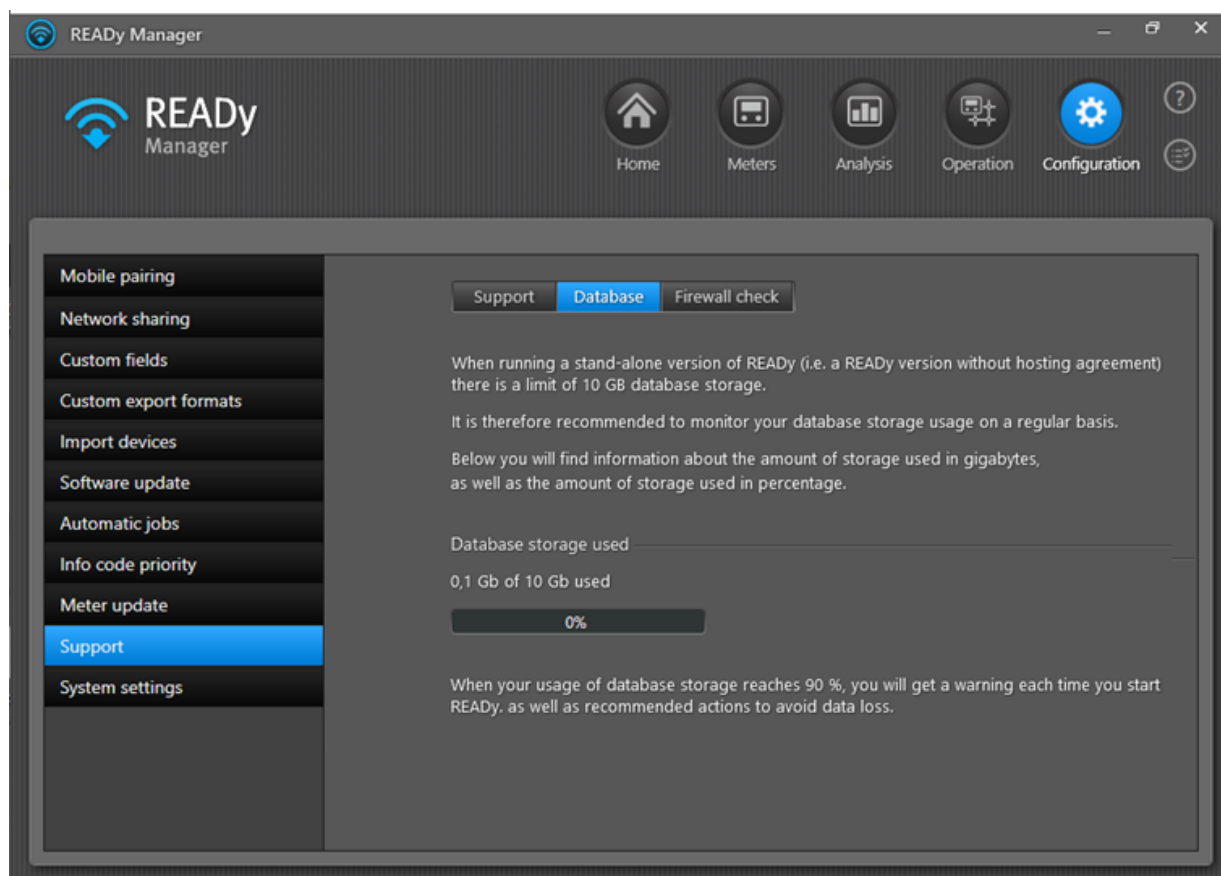 READy Manager
READy
Manager
Home
Meters
Analysis
Operation
Configuration
?
Mobile pairing
Network sharing
Custom fields
Custom export formats
Import devices
Software update
Automatic jobs
Info code priority
Meter update
Support
System settings
Support
Database
Firewall check
When running a stand-alone version of READy (i.e. a READy version without hosting agreement)
there is a limit of 10 GB database storage.
It is therefore recommended to monitor your database storage usage on a regular basis.
Below you will find information about the amount of storage used in gigabytes,
as well as the amount of storage used in percentage.
Database storage used
0,1 Gb of 10 Gb used
0%
When your usage of database storage reaches 90 %, you will get a warning each time you start
READy. as well as recommended actions to avoid data loss.